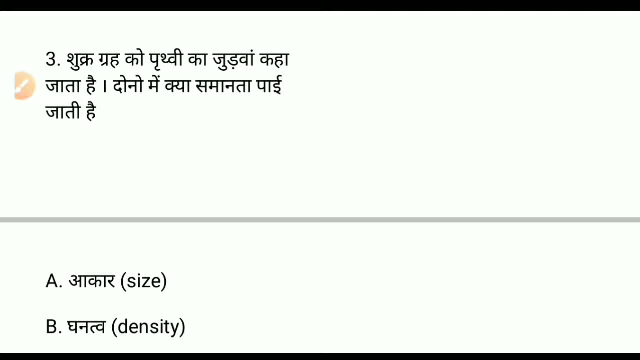 3. शुक्र ग्रह को पृथ्वी का जुड़वां कहा
जाता है । दोनो में क्या समानता पाई
जाती है
A. आकार (size)
B. घनत्व (density)